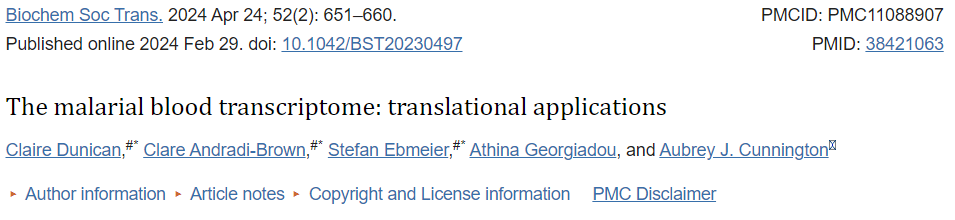 Biochem Soc Trans. 2024 Apr 24; 52(2): 651–660. PMCID: PMC11088907
Published online 2024 Feb 29. doi: 10.1042/BST20230497 PMID: 38421063
The malarial blood transcriptome: translational applications
Claire Dunican,#* Clare Andradi-Brown,#* Stefan Ebmeier,#* Athina Georgiadou, and Aubrey J. Cunnington
▸ Author information ▸ Article notes ▸ Copyright and License information PMC Disclaimer